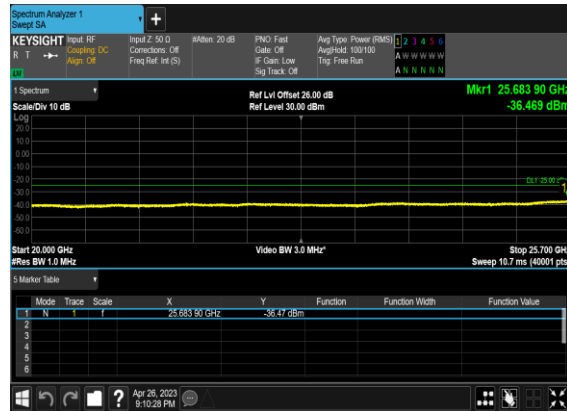 Spectrum Analyzer 1
Swept SA
+
KEYSIGHT
R T
Input: RF
Coupling: DC
Align: Off
Input Z: 50 Ω
Corrections: Off
Freq Ref: Int (S)
#Atten: 20 dB
PNO: Fast
Gate: Off
IF Gain: Low
Sig Track: Off
Avg Type: Power (RMS)
Avg|Hold: 100/100
Trig: Free Run
1 2 3 4 5 6
A W W W W W
A N N N N N
1 Spectrum
Scale/Div 10 dB
Ref Lvl Offset 26.00 dB
Ref Level 30.00 dBm
Mkr1 25.683 90 GHz
-36.469 dBm
Log
20.0
10.0
0.00
-10.0
-20.0
-30.0
-40.0
-50.0
-60.0
1
Start 20.000 GHz
#Res BW 1.0 MHz
Video BW 3.0 MHz*
Stop 25.700 GHz
Sweep 10.7 ms (40001 pts)
5 Marker Table
Mode Trace Scale X Y Function Function Width Function Value
1 N 1 f 25.683 90 GHz -36.47 dBm
2
3
4
5
6
? Apr 26, 2023
9:10:28 PM